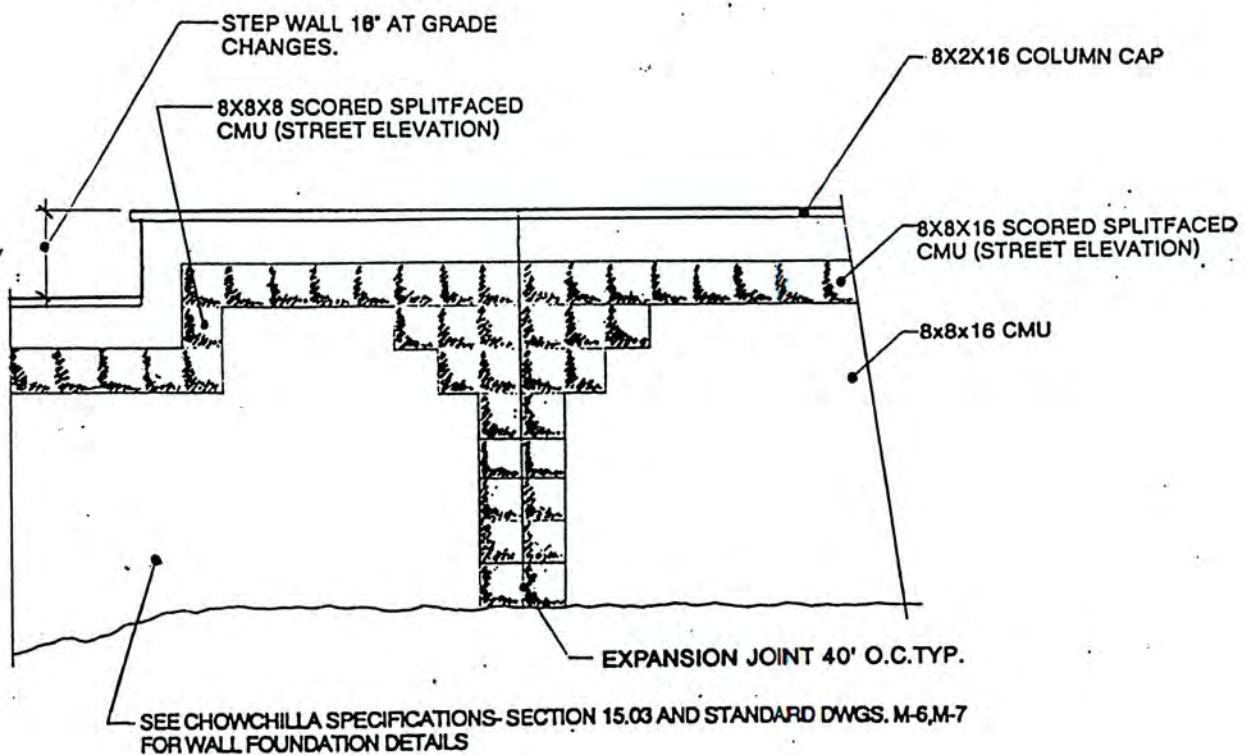 STEP WALL 16" AT GRADE
CHANGES.
8X2X16 COLUMN CAP
8X8X8 SCORED SPLITFACED
CMU (STREET ELEVATION)
8X8X16 SCORED SPLITFACED
CMU (STREET ELEVATION)
8x8x16 CMU
EXPANSION JOINT 40' O.C.TYP.
SEE CHOWCHILLA SPECIFICATIONS- SECTION 15.03 AND STANDARD DWGS. M-6,M-7
FOR WALL FOUNDATION DETAILS